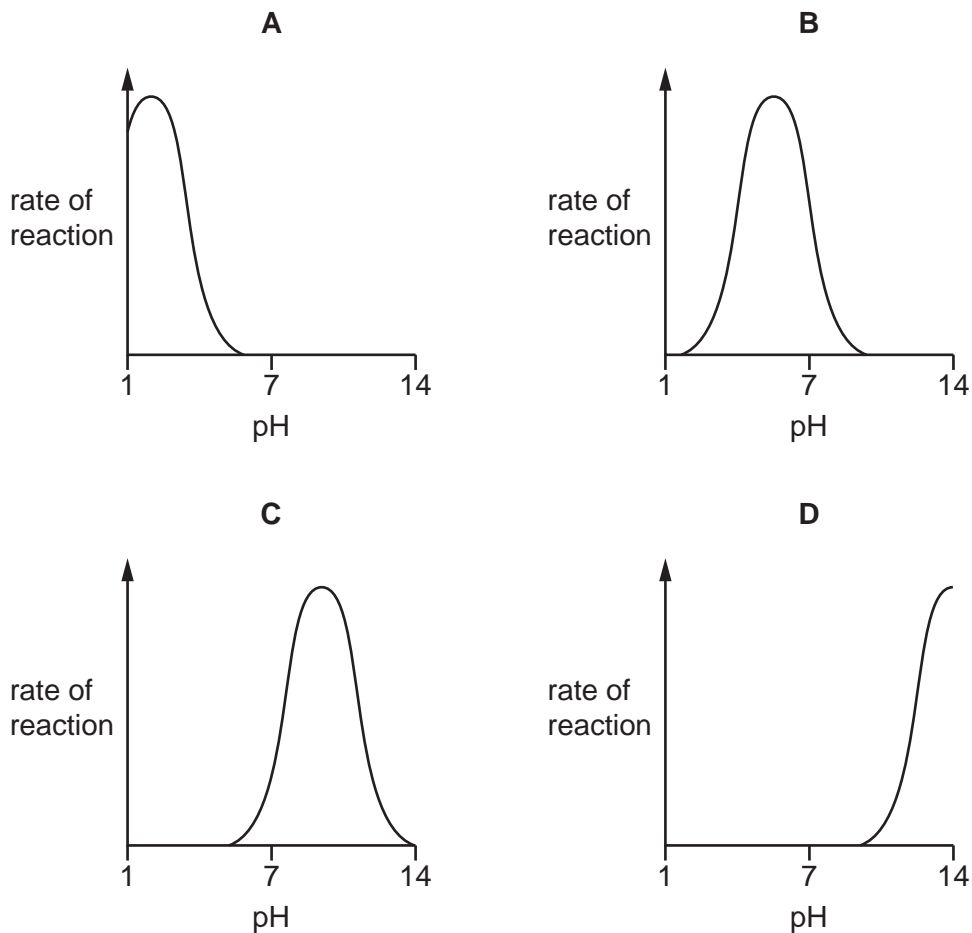 A
rate of
reaction
1
7
14
pH
B
rate of
reaction
1
7
14
pH
C
rate of
reaction
1
7
14
pH
D
rate of
reaction
1
7
14
pH